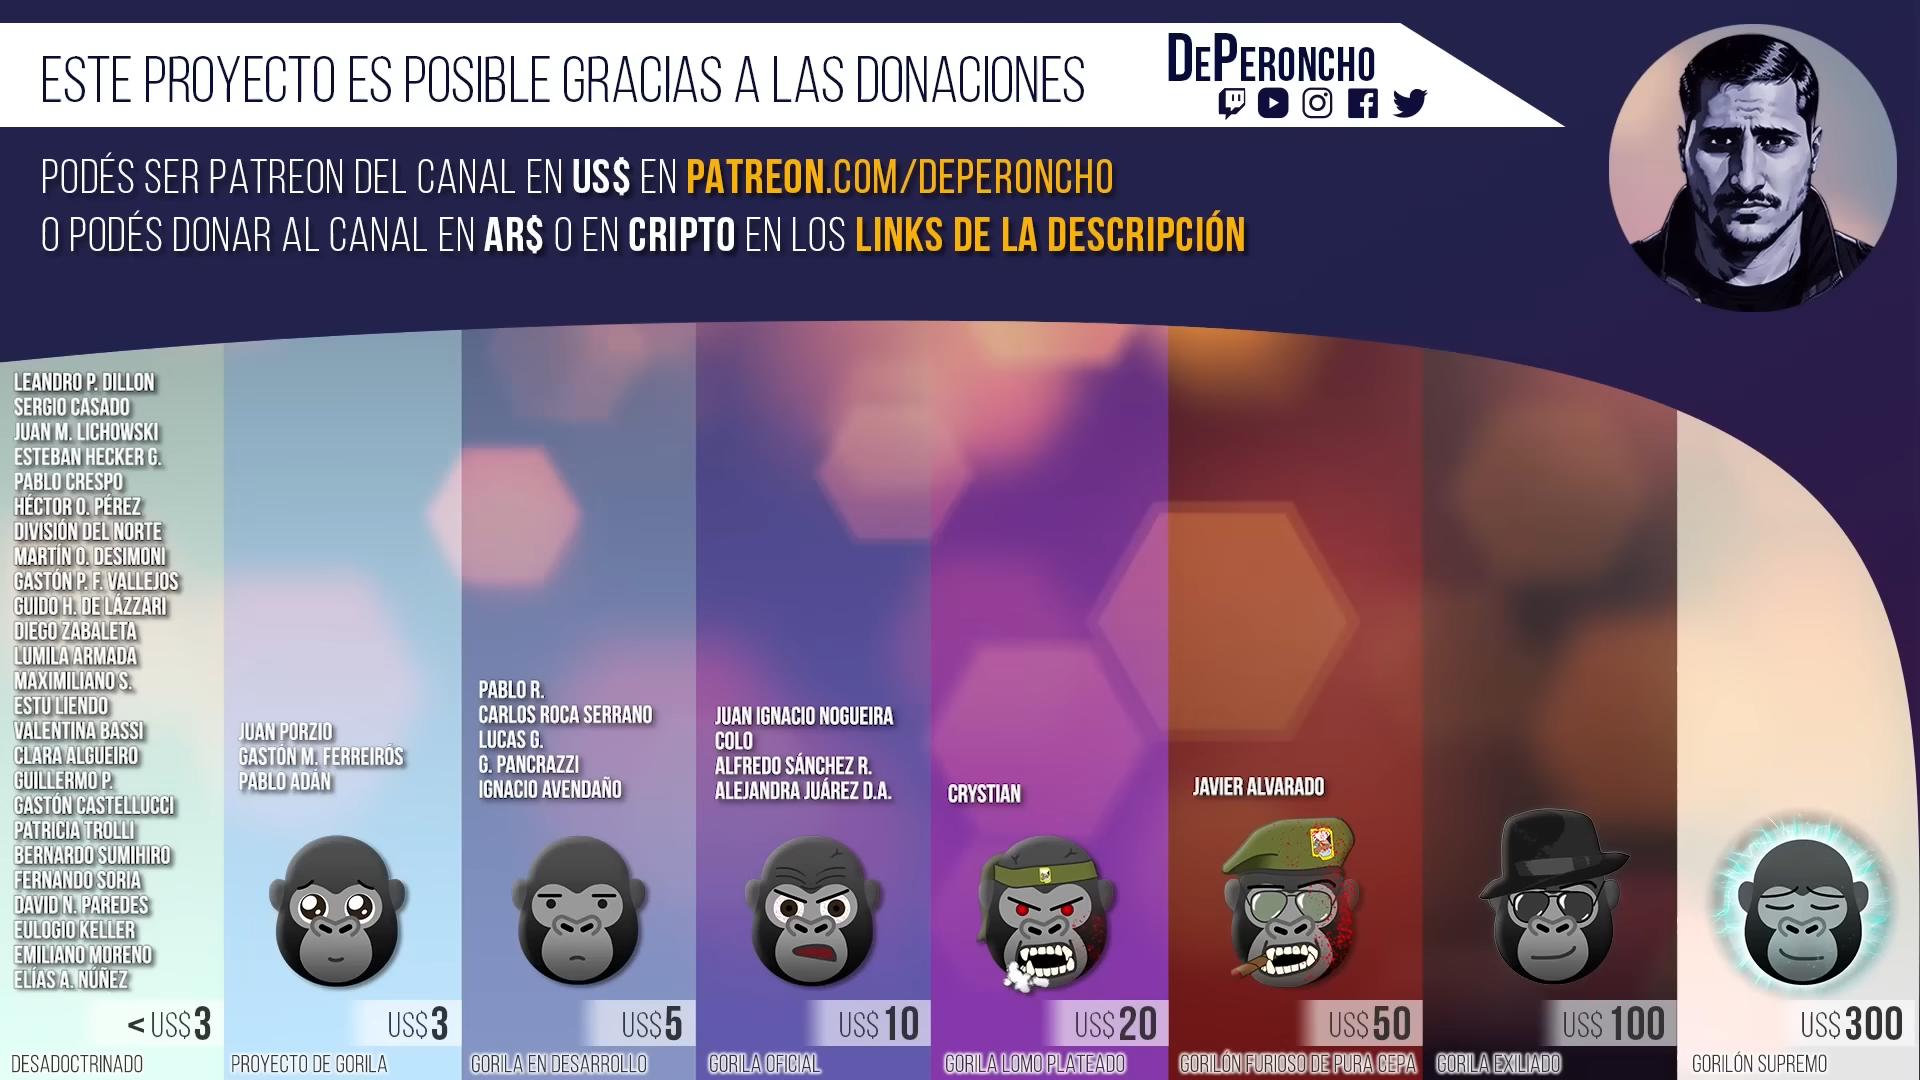 ESTE PROYECTO ES POSIBLE GRACIAS A LAS DONACIONES
DEPERONCHO
PODÉS SER PATREON DEL CANAL EN US$ EN PATREON.COM/DEPERONCHO
O PODÉS DONAR AL CANAL EN AR$ O EN CRIPTO EN LOS LINKS DE LA DESCRIPCIÓN
LEANDRO P. DILLON
SERGIO CASADO
JUAN M. LICHOWSKI
ESTEBAN HECKER G.
PABLO CRESPO
HÉCTOR O. PÉREZ
DIVISIÓN DEL NORTE
MARTÍN O. DESIMONI
GASTÓN P. F. VALLEJOS
GUIDO H. DE LÁZZARI
DIEGO ZABALETA
LUMILA ARMADA
MAXIMILIANO S.
ESTU LIENDO
VALENTINA BASSI
CLARA ALGUEIRO
GUILLERMO P.
GASTÓN CASTELLUCCI
PATRICIA TROLLI
BERNARDO SUMIHIRO
FERNANDO SORIA
DAVID N. PAREDES
EULOGIO KELLER
EMILIANO MORENO
ELÍAS A. NÚÑEZ
< US$3
DESADOCTRINADO
JUAN PORZIO
GASTÓN M. FERREIRÓS
PABLO ADÁN
US$3
PROYECTO DE GORILA
PABLO R.
CARLOS ROCA SERRANO
LUCAS G.
G. PANCRAZZI
IGNACIO AVENDAÑO
US$5
GORILA EN DESARROLLO
JUAN IGNACIO NOGUEIRA
COLO
ALFREDO SÁNCHEZ R.
ALEJANDRA JUÁREZ D.A.
US$10
GORILA OFICIAL
CRYSTIAN
US$20
GORILA LOMO PLATEADO
JAVIER ALVARADO
US$50
GORILÓN FURIOSO DE PURA CEPA
US$100
GORILA EXILIADO
US$300
GORILÓN SUPREMO